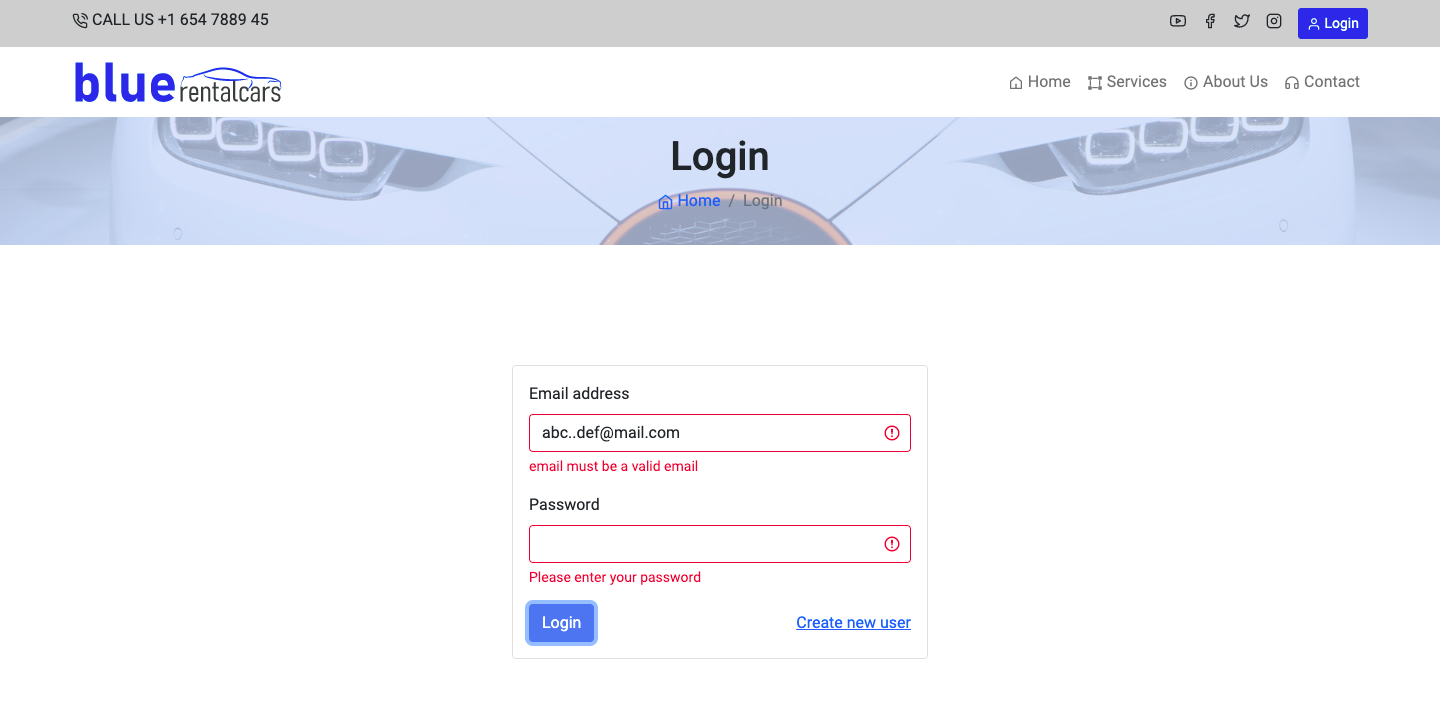 CALL US +1 654 7889 45
Login
blue rentalcars
Home Services About Us Contact
Login
Home / Login
Email address
abc..def@mail.com
email must be a valid email
Password
Please enter your password
Login Create new user